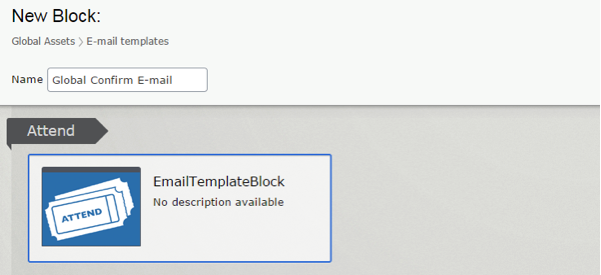 New Block:
Global Assets > E-mail templates
Name Global Confirm E-mail
Attend
EmailTemplateBlock
ATTEND
No description available